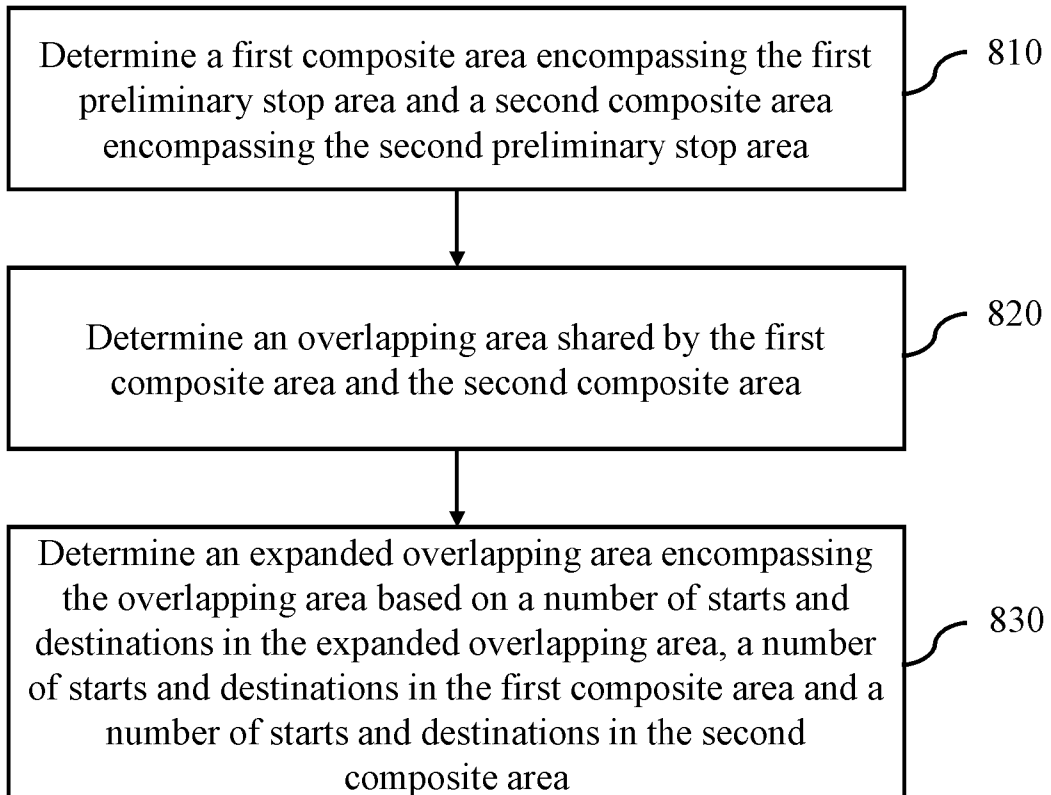 Determine a first composite area encompassing the first
preliminary stop area and a second composite area
encompassing the second preliminary stop area
810
Determine an overlapping area shared by the first
composite area and the second composite area
820
Determine an expanded overlapping area encompassing
the overlapping area based on a number of starts and
destinations in the expanded overlapping area, a number
of starts and destinations in the first composite area and a
number of starts and destinations in the second
composite area
830